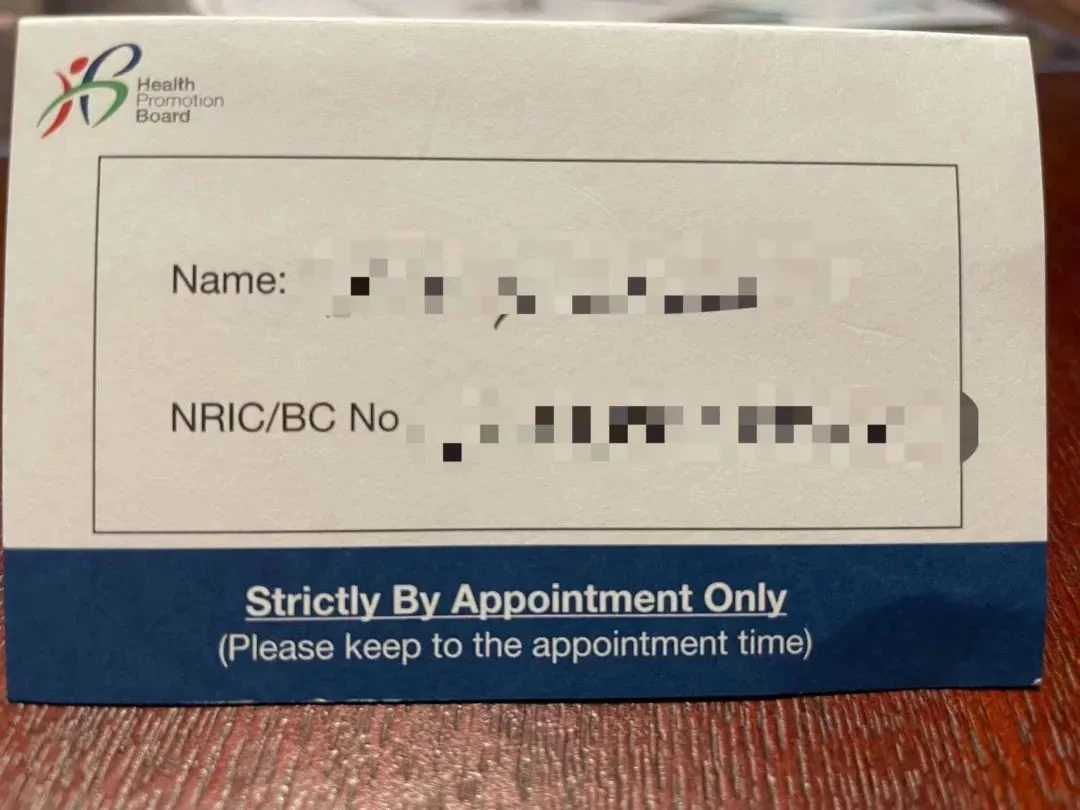 Health
Promotion
Board
Name:
NRIC/BC No
Strictly By Appointment Only
(Please keep to the appointment time)